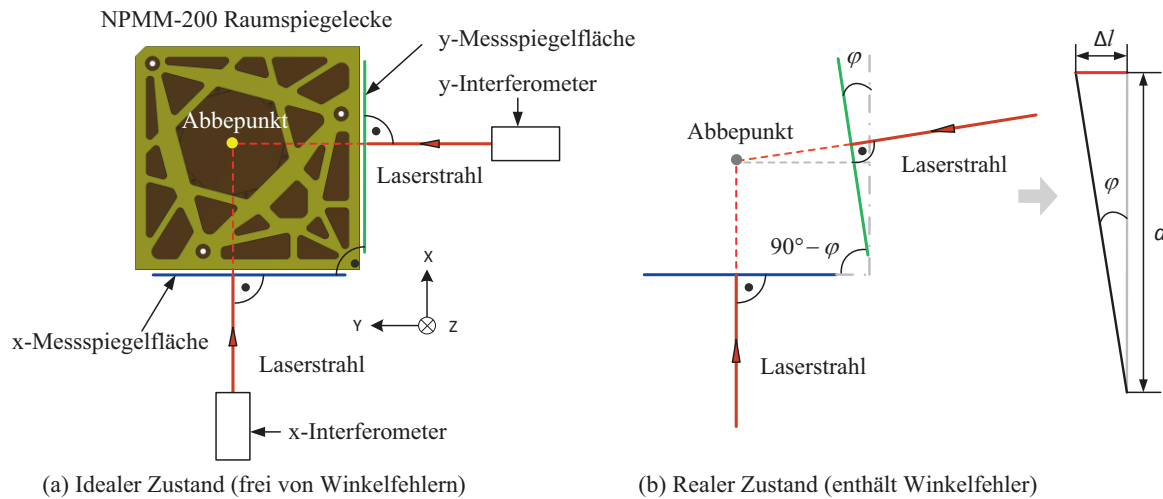 NPMM-200 Raumspiegelecke
y-Messspiegelfläche
y-Interferometer
Abbepunkt
Laserstrahl
X
Y
Z
x-Messspiegelfläche
Laserstrahl
x-Interferometer
(a) Idealer Zustand (frei von Winkelfehlern)
φ
Abbepunkt
Laserstrahl
90° − φ
Laserstrahl
Δl
φ
d
(b) Realer Zustand (enthält Winkelfehler)